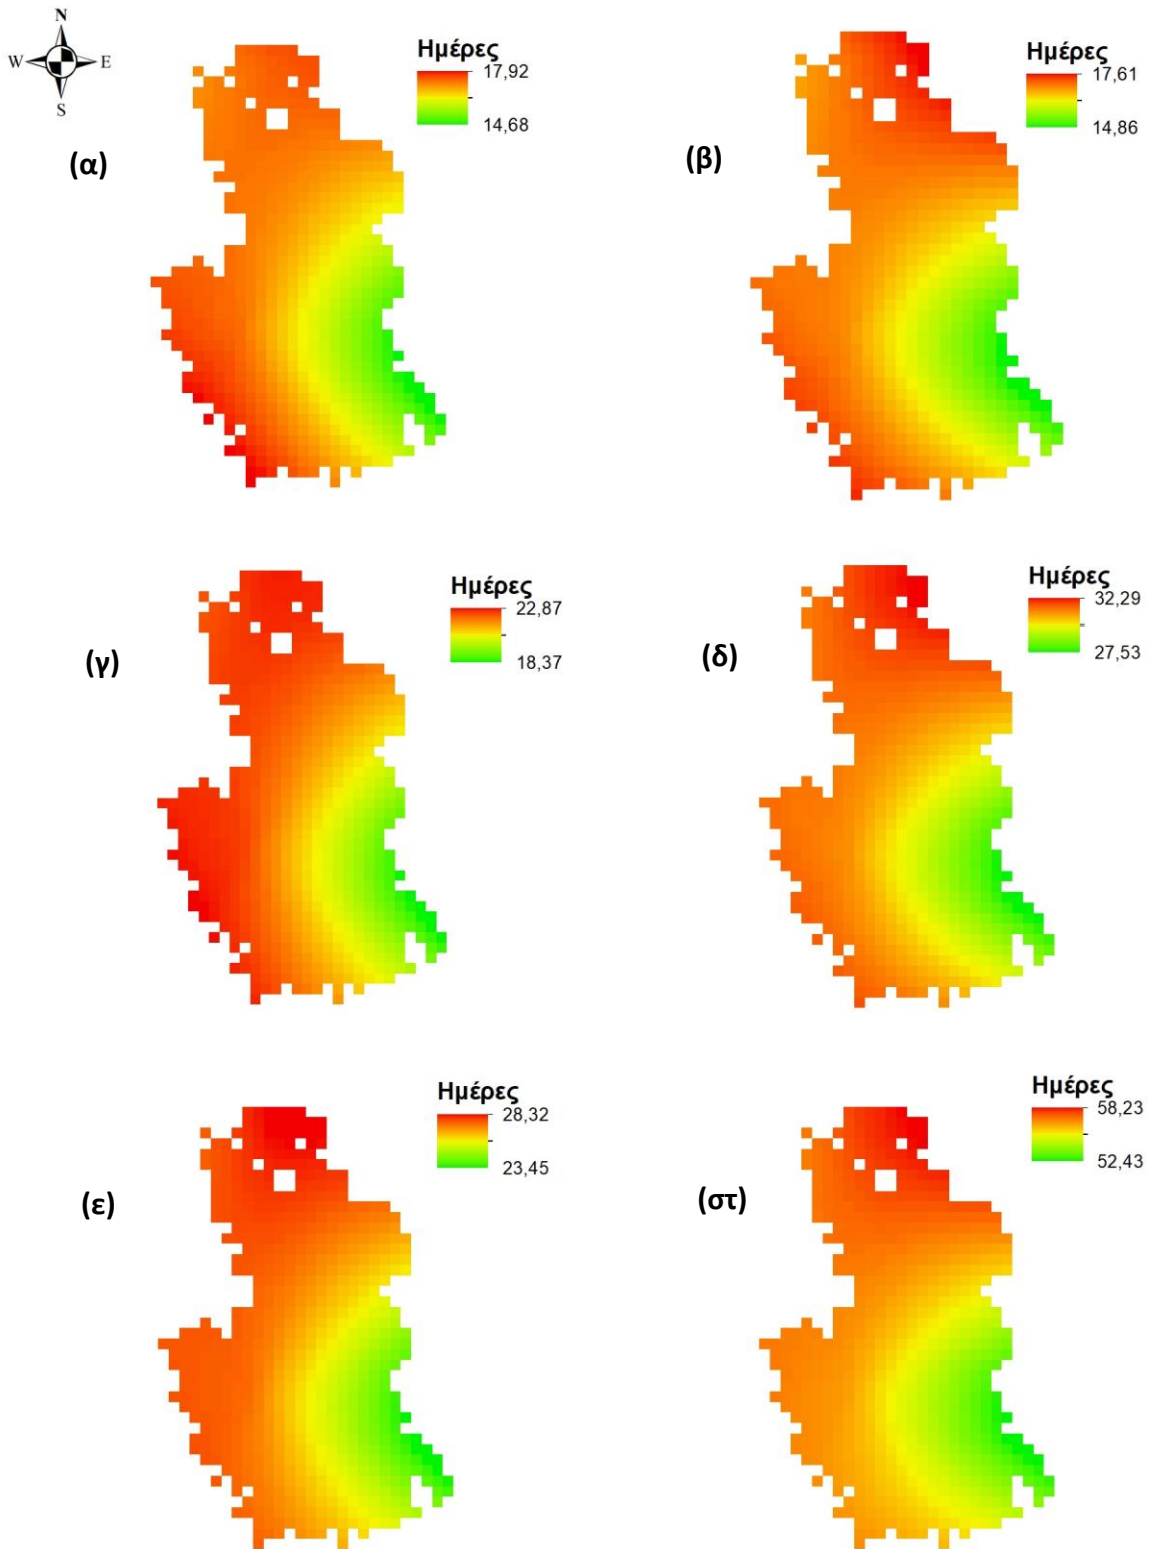 N
W E
S
Ημέρες
17,92
14,68
(α)
Ημέρες
17,61
14,86
(β)
Ημέρες
22,87
18,37
(γ)
Ημέρες
32,29
27,53
(δ)
Ημέρες
28,32
23,45
(ε)
Ημέρες
58,23
52,43
(στ)